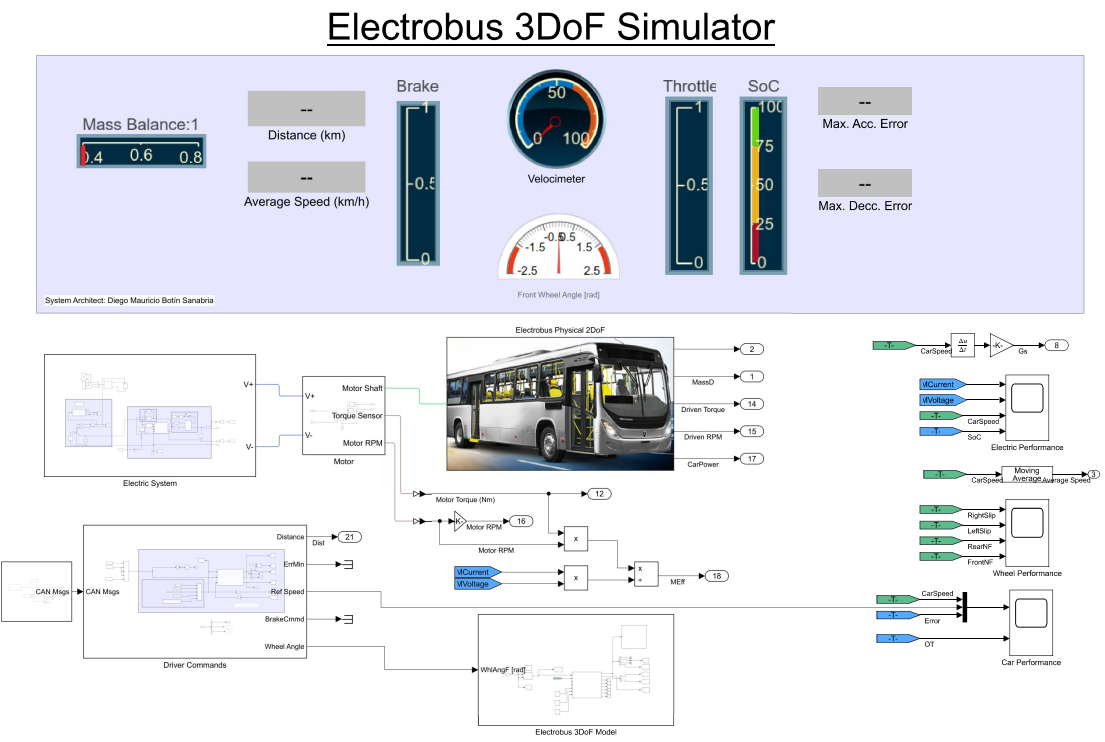 Electrobus 3DoF Simulator
Mass Balance:1
0.4 0.6 0.8
--
Distance (km)
--
Average Speed (km/h)
Brake
1
0.5
0
50
0 100
Velocimeter
-2.5 -1.5 -0.5 0.5 1.5 2.5
Front Wheel Angle [rad]
Throttle
1
0.5
0
SoC
100
75
50
25
0
--
Max. Acc. Error
--
Max. Decc. Error
System Architect: Diego Mauricio Botín Sanabria
V+
V-
Electric System
V+
V-
Motor Shaft
Torque Sensor
Motor RPM
Motor
Electrobus Physical 2DoF
2
MassD
1
Driven Torque
14
Driven RPM
15
CarPower
17
Motor Torque (Nm)
12
-K-
Motor RPM
16
Motor RPM
x
VlCurrent
VlVoltage
x
x
÷
MEff
18
CAN Msgs
CAN Msgs
Distance
Dist
21
ErrMin
Ref Speed
BrakeCmmd
Wheel Angle
Driver Commands
WhlAngF [rad]
Electrobus 3DoF Model
-T-
CarSpeed
Δu
Δt
-K-
Gs
8
VlCurrent
VlVoltage
-T-
CarSpeed
-T-
SoC
Electric Performance
-T-
CarSpeed
Moving
Average
Average Speed
3
-T-
RightSlip
-T-
LeftSlip
-T-
RearNF
-T-
FrontNF
Wheel Performance
-T-
CarSpeed
-T-
Error
-T-
OT
Car Performance